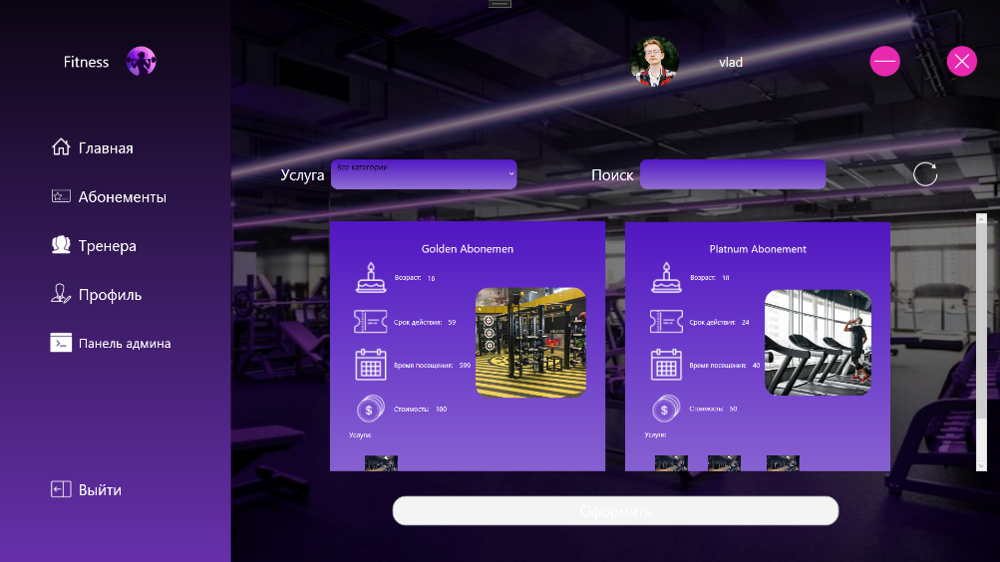 Fitness
vlad
Главная
Абонементы
Тренера
Профиль
Панель админа
Выйти
Услуга
Все категории
Поиск
Golden Abonemen
Возраст: 16
Срок действия: 59
Время посещения: 599
Стоимость: 100
Услуги:
Platnum Abonement
Возраст: 18
Срок действия: 24
Время посещения: 40
Стоимость: 50
Услуги:
Оформить